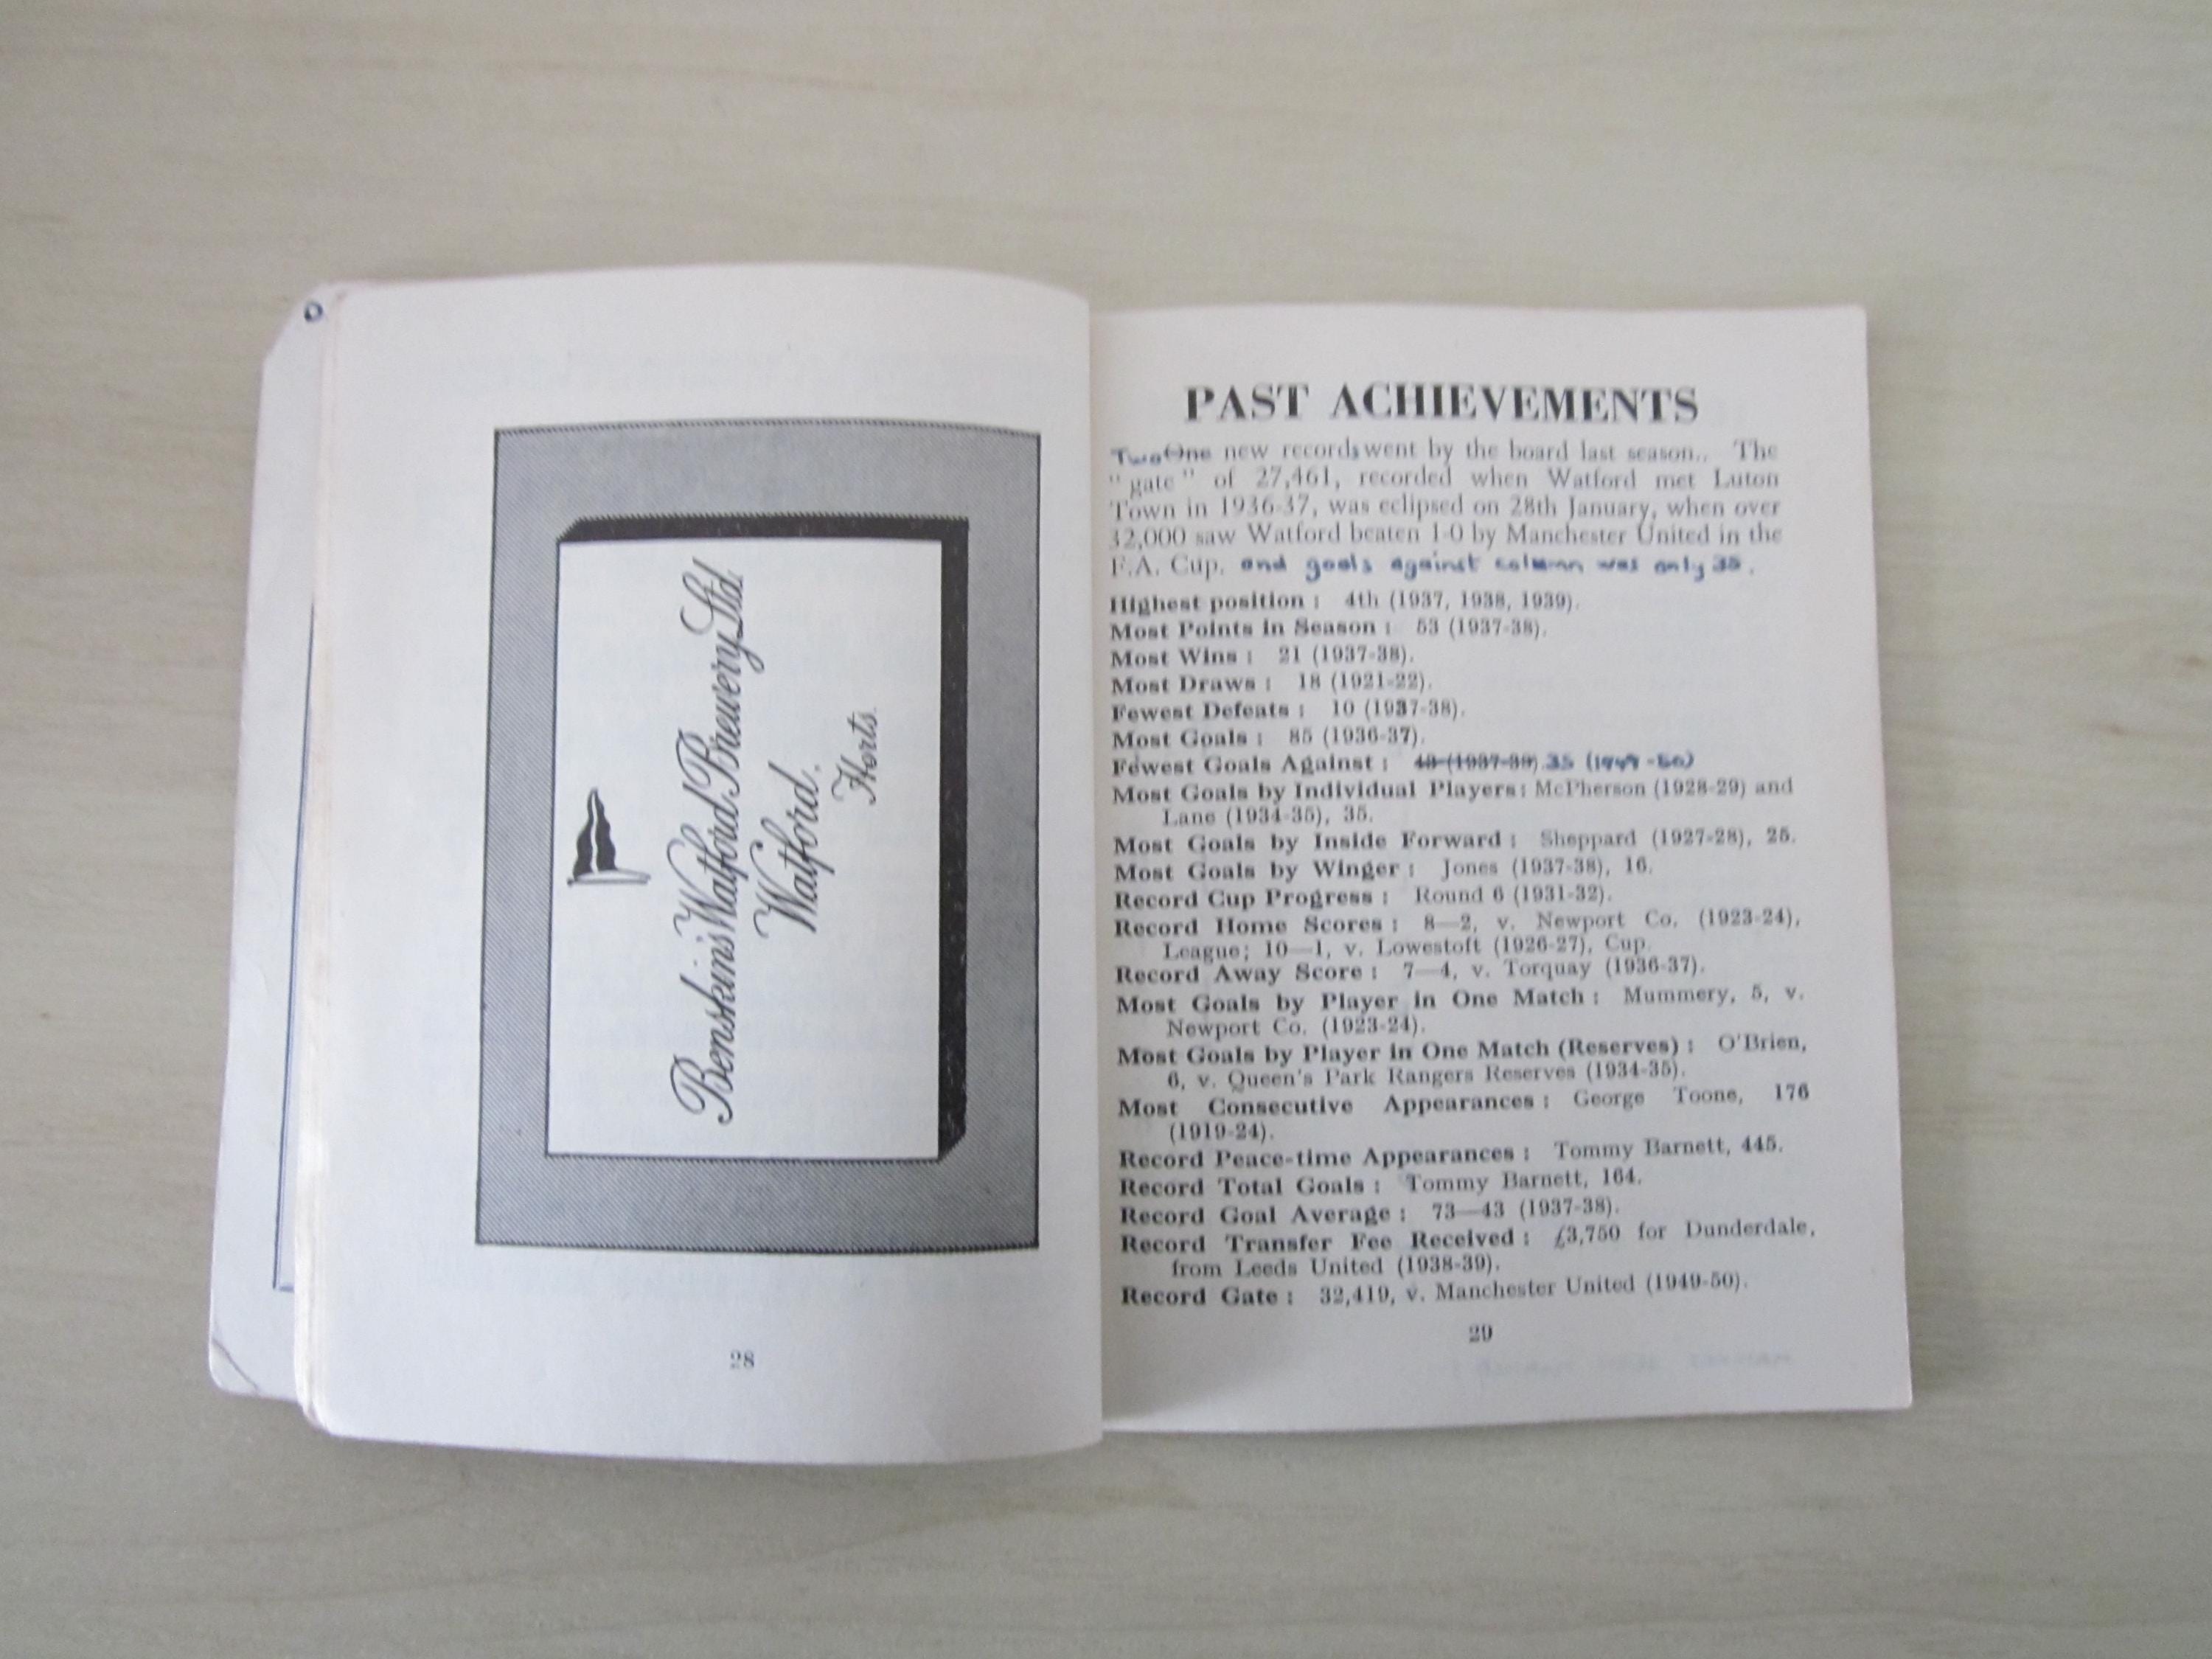 Benskin's Watford Brewery Ltd.
Watford.
Herts.
28
PAST ACHIEVEMENTS
Two One new records went by the board last season.. The
"gate" of 27,461, recorded when Watford met Luton
Town in 1936-37, was eclipsed on 28th January, when over
32,000 saw Watford beaten 1-0 by Manchester United in the
F.A. Cup. and goals against column was only 35.
Highest position : 4th (1937, 1938, 1939).
Most Points in Season : 53 (1937-38).
Most Wins : 21 (1937-38).
Most Draws : 18 (1921-22).
Fewest Defeats : 10 (1937-38).
Most Goals : 85 (1936-37).
Fewest Goals Against : 43 (1937-38). 35 (1949-50)
Most Goals by Individual Players: McPherson (1928-29) and
Lane (1934-35), 35.
Most Goals by Inside Forward : Sheppard (1927-28), 25.
Most Goals by Winger : Jones (1937-38), 16.
Record Cup Progress : Round 6 (1931-32).
Record Home Scores : 8—2, v. Newport Co. (1923-24),
League; 10—1, v. Lowestoft (1926-27), Cup.
Record Away Score : 7—4, v. Torquay (1936-37).
Most Goals by Player in One Match : Mummery, 5, v.
Newport Co. (1923-24).
Most Goals by Player in One Match (Reserves) : O'Brien,
6, v. Queen's Park Rangers Reserves (1934-35).
Most Consecutive Appearances : George Toone, 176
(1919-24).
Record Peace-time Appearances : Tommy Barnett, 445.
Record Total Goals : Tommy Barnett, 164.
Record Goal Average : 73—43 (1937-38).
Record Transfer Fee Received : £3,750 for Dunderdale,
from Leeds United (1938-39).
Record Gate : 32,419, v. Manchester United (1949-50).
29